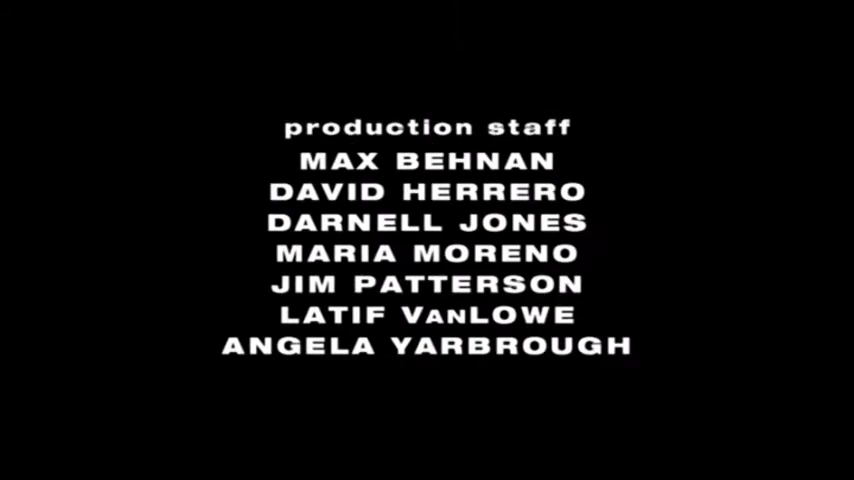 production staff
MAX BEHNAN
DAVID HERRERO
DARNELL JONES
MARIA MORENO
JIM PATTERSON
LATIF VANLOWE
ANGELA YARBROUGH